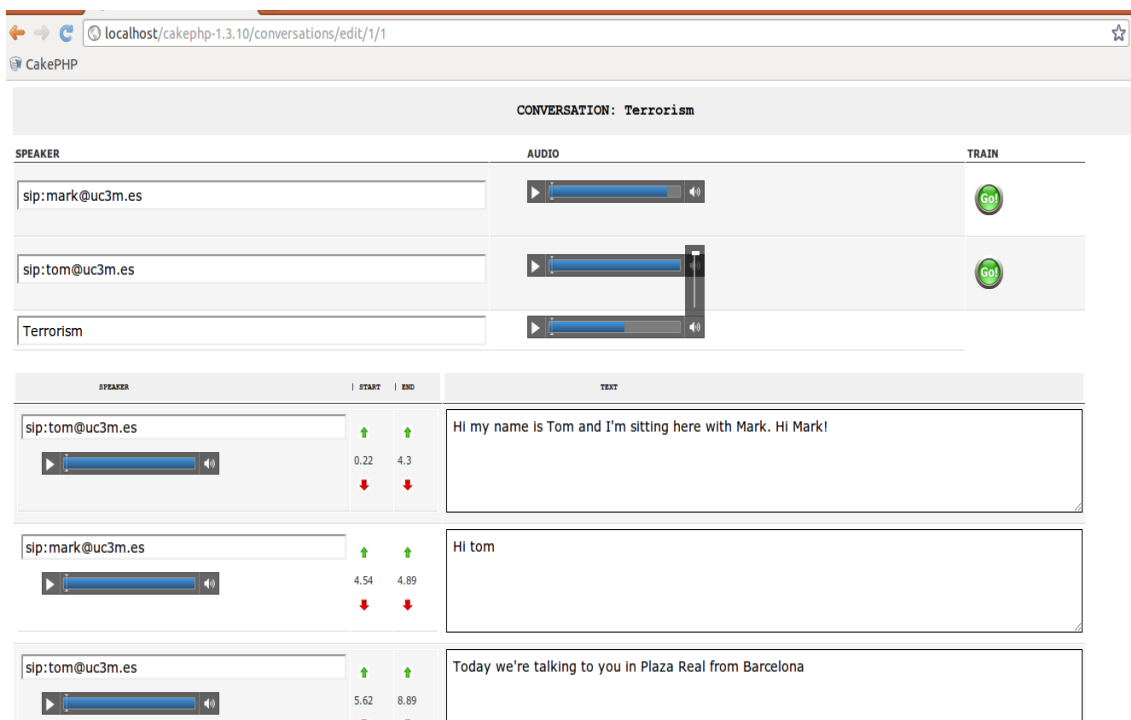 localhost/cakephp-1.3.10/conversations/edit/1/1
CakePHP
CONVERSATION: Terrorism
SPEAKER AUDIO TRAIN
sip:mark@uc3m.es
Go!
sip:tom@uc3m.es
Go!
Terrorism
SPEAKER | START | END TEXT
sip:tom@uc3m.es
0.22 4.3
Hi my name is Tom and I'm sitting here with Mark. Hi Mark!
sip:mark@uc3m.es
4.54 4.89
Hi tom
sip:tom@uc3m.es
5.62 8.89
Today we're talking to you in Plaza Real from Barcelona